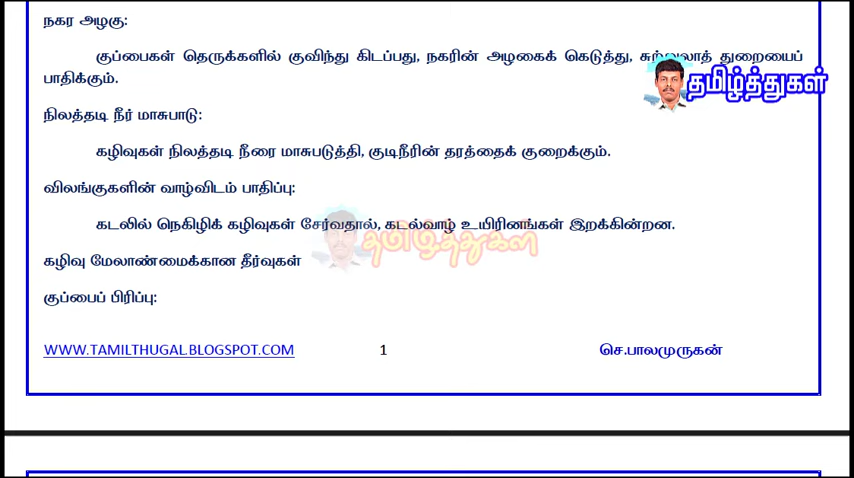 நகர அழகு:
குப்பைகள் தெருக்களில் குவிந்து கிடப்பது, நகரின் அழகைக் கெடுத்து, சுற்றுலாத் துறையைப்
பாதிக்கும்.
தமிழ்த்துகள்
நிலத்தடி நீர் மாசுபாடு:
கழிவுகள் நிலத்தடி நீரை மாசுபடுத்தி, குடிநீரின் தரத்தைக் குறைக்கும்.
விலங்குகளின் வாழ்விடம் பாதிப்பு:
கடலில் நெகிழிக் கழிவுகள் சேர்வதால், கடல்வாழ் உயிரினங்கள் இறக்கின்றன.
தமிழ்த்துகள்
கழிவு மேலாண்மைக்கான தீர்வுகள்
குப்பைப் பிரிப்பு:
WWW.TAMILTHUGAL.BLOGSPOT.COM 1 செ.பாலமுருகன்